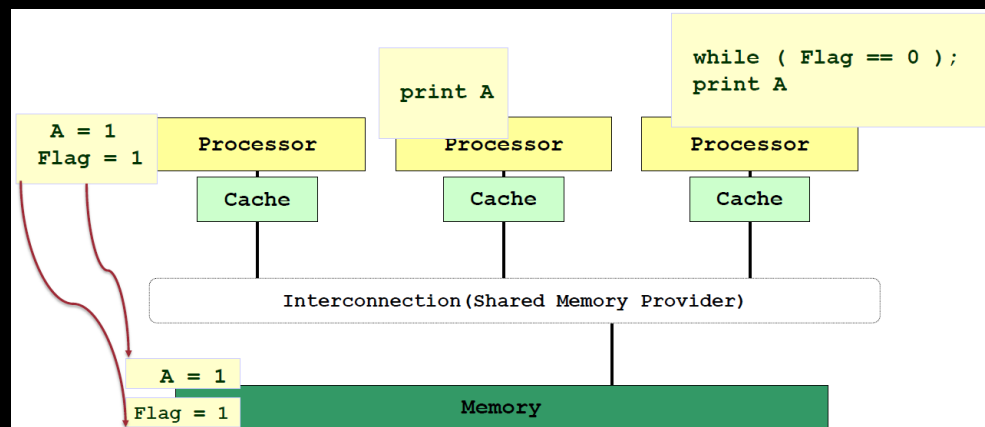 while ( Flag == 0 );
print A
print A
A = 1
Flag = 1
Processor
Processor
Processor
Cache
Cache
Cache
Interconnection(Shared Memory Provider)
A = 1
Flag = 1
Memory